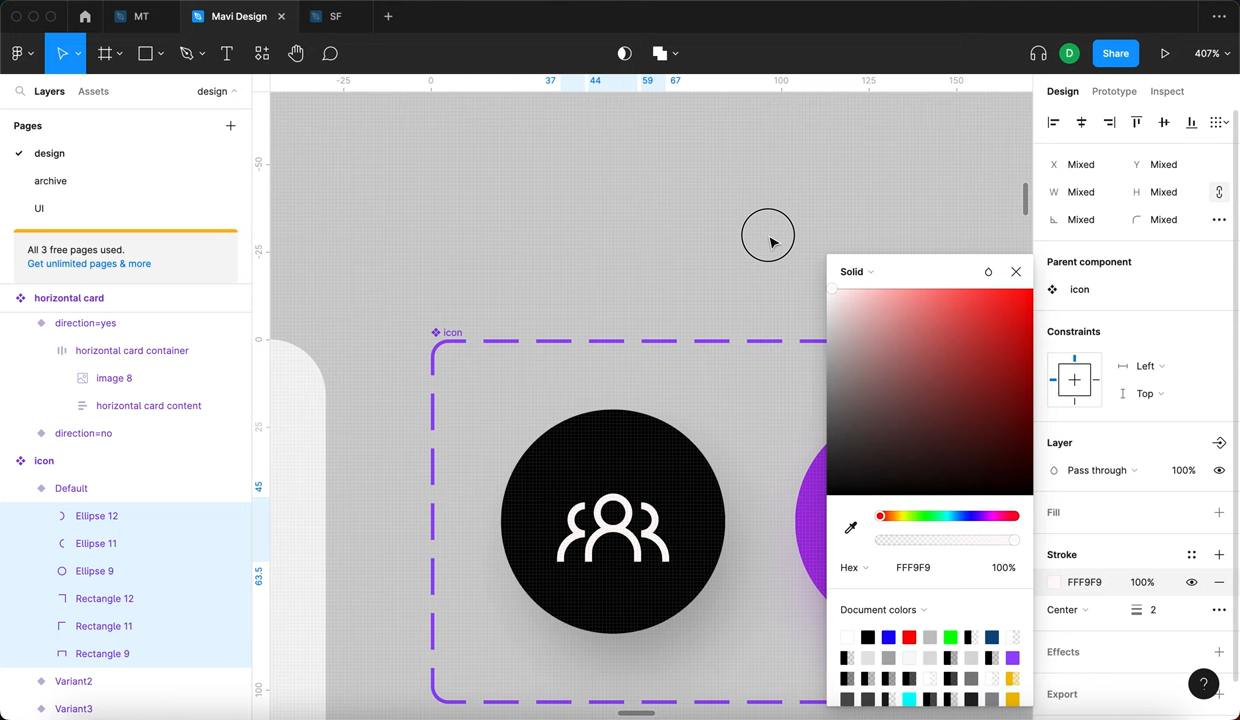 MT
Mavi Design
SF
D
Share
407%
Layers
Assets
design
Pages
design
archive
UI
All 3 free pages used.
Get unlimited pages & more
horizontal card
direction=yes
horizontal card container
image 8
horizontal card content
direction=no
icon
Default
Ellipse 12
Ellipse 11
Ellipse 9
Rectangle 12
Rectangle 11
Rectangle 9
Variant2
Variant3
-25
0
37
44
59
67
100
125
150
-50
-25
0
25
45
63.5
100
icon
Solid
Hex
FFF9F9
100%
Document colors
Design
Prototype
Inspect
X Mixed
Y Mixed
W Mixed
H Mixed
Mixed
Mixed
Parent component
icon
Constraints
Left
Top
Layer
Pass through
100%
Fill
Stroke
FFF9F9
100%
Center
2
Effects
Export
?